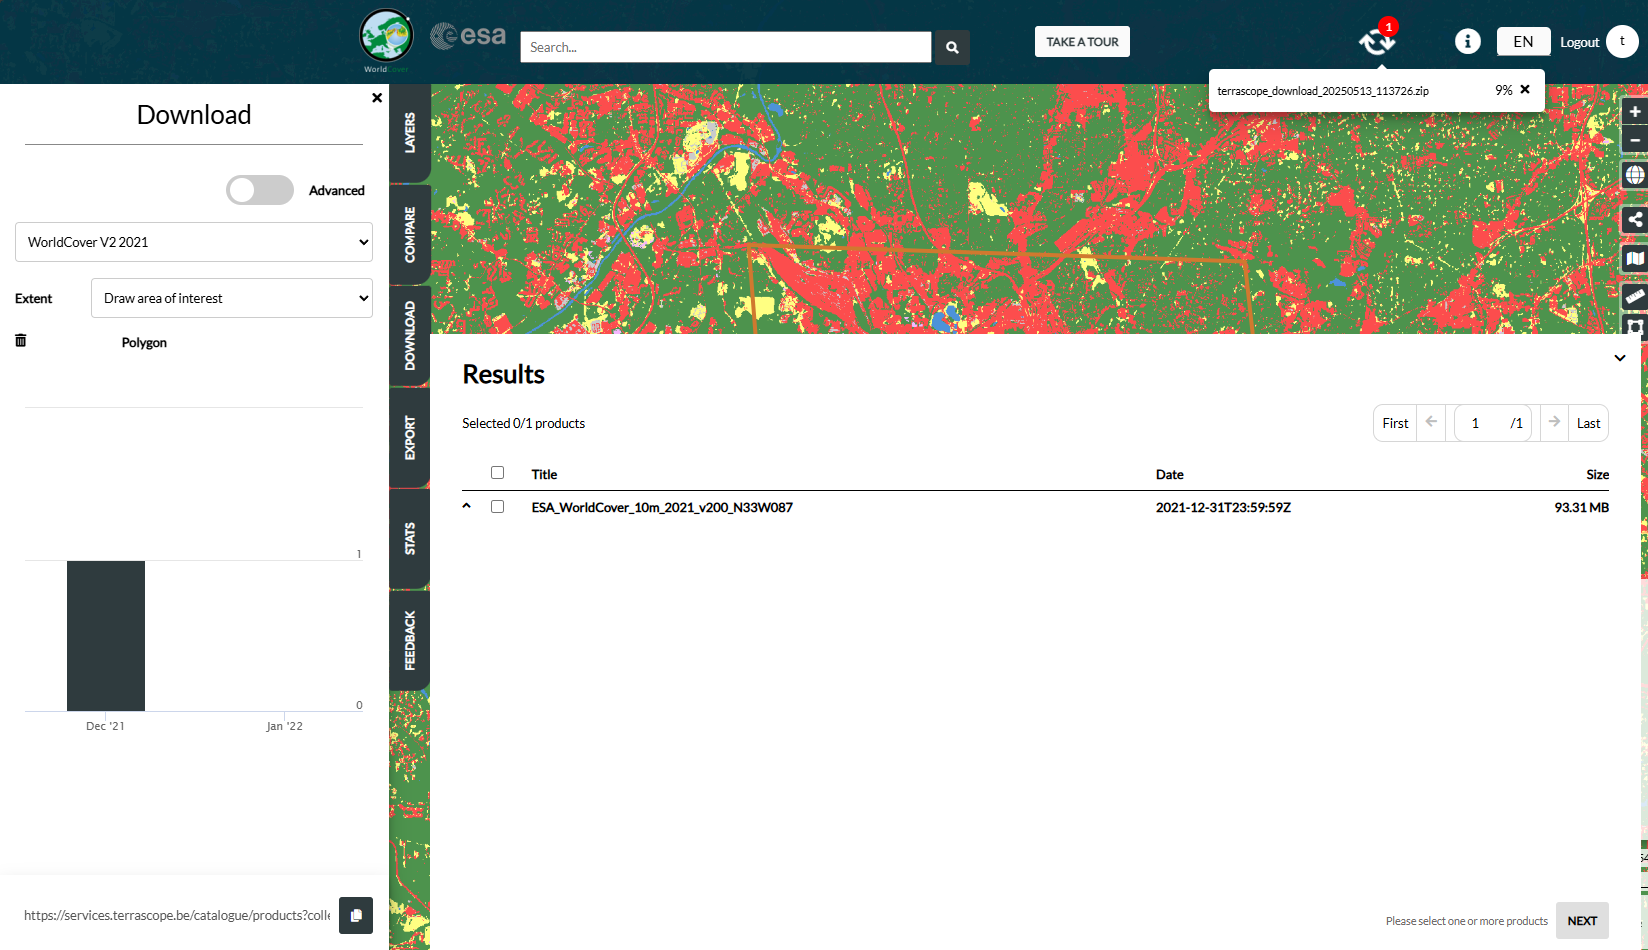 WorldCover
esa
Search...
TAKE A TOUR
1
EN
Logout
t
terrascope_download_20250513_113726.zip
9%
Download
Advanced
WorldCover V2 2021
Extent
Draw area of interest
Polygon
1
0
Dec '21
Jan '22
https://services.terrascope.be/catalogue/products?colle
LAYERS
COMPARE
DOWNLOAD
EXPORT
STATS
FEEDBACK
Results
Selected 0/1 products
First
1
/1
Last
Title
Date
Size
ESA_WorldCover_10m_2021_v200_N33W087
2021-12-31T23:59:59Z
93.31 MB
Please select one or more products
NEXT